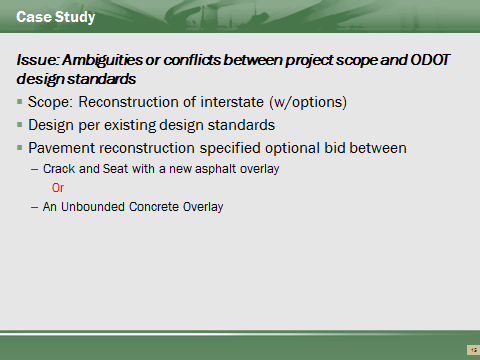 Case Study
Issue: Ambiguities or conflicts between project scope and ODOT
design standards
Scope: Reconstruction of interstate (w/options)
Design per existing design standards
Pavement reconstruction specified optional bid between
– Crack and Seat with a new asphalt overlay
Or
– An Unbounded Concrete Overlay